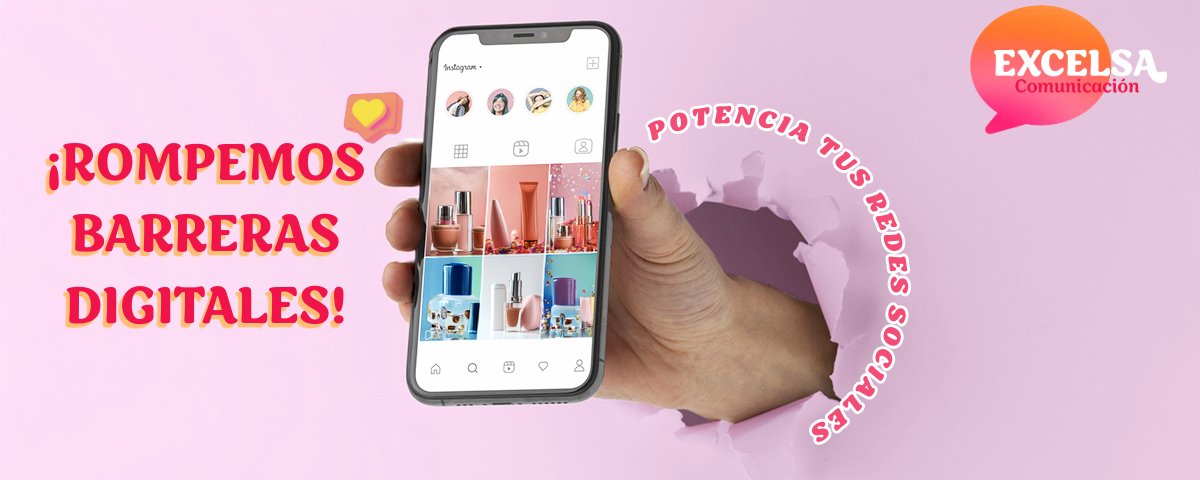 ¡ROMPEMOS
BARRERAS
DIGITALES!
Instagram
POTENCIA TUS REDES SOCIALES
EXCELSA
Comunicación